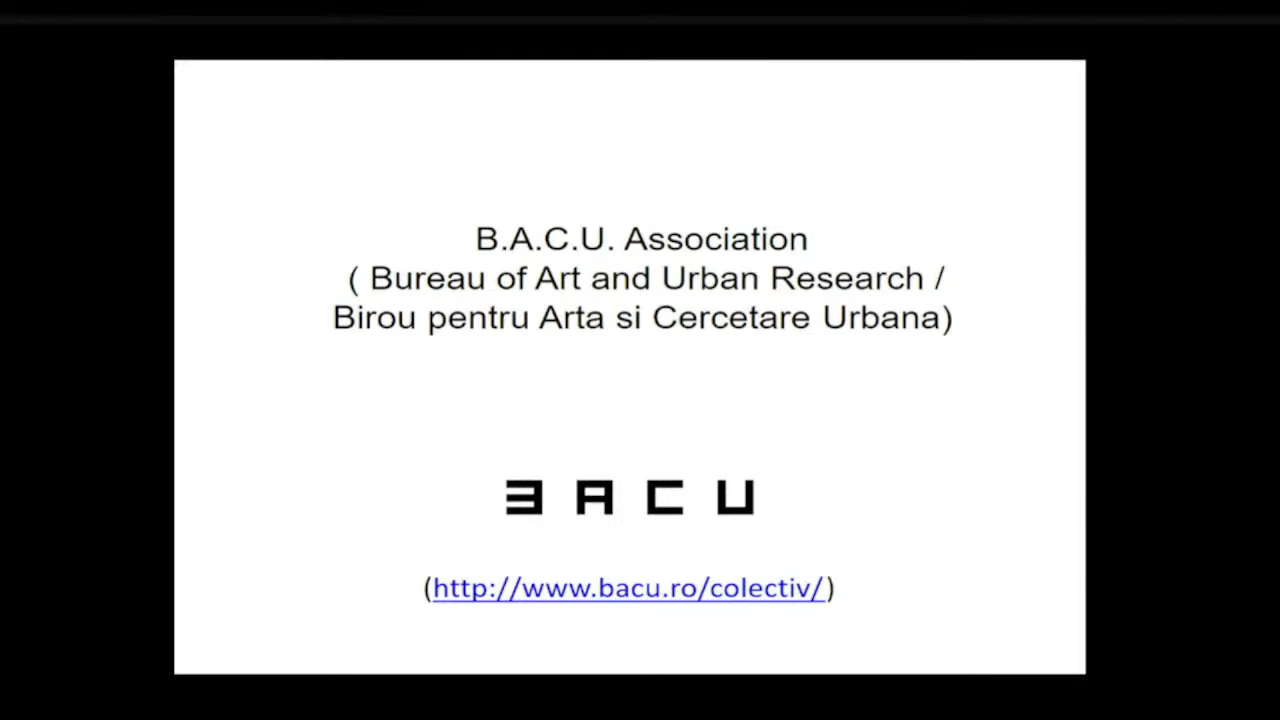 B.A.C.U. Association
( Bureau of Art and Urban Research /
Birou pentru Arta si Cercetare Urbana)
BACU
(http://www.bacu.ro/colectiv/)